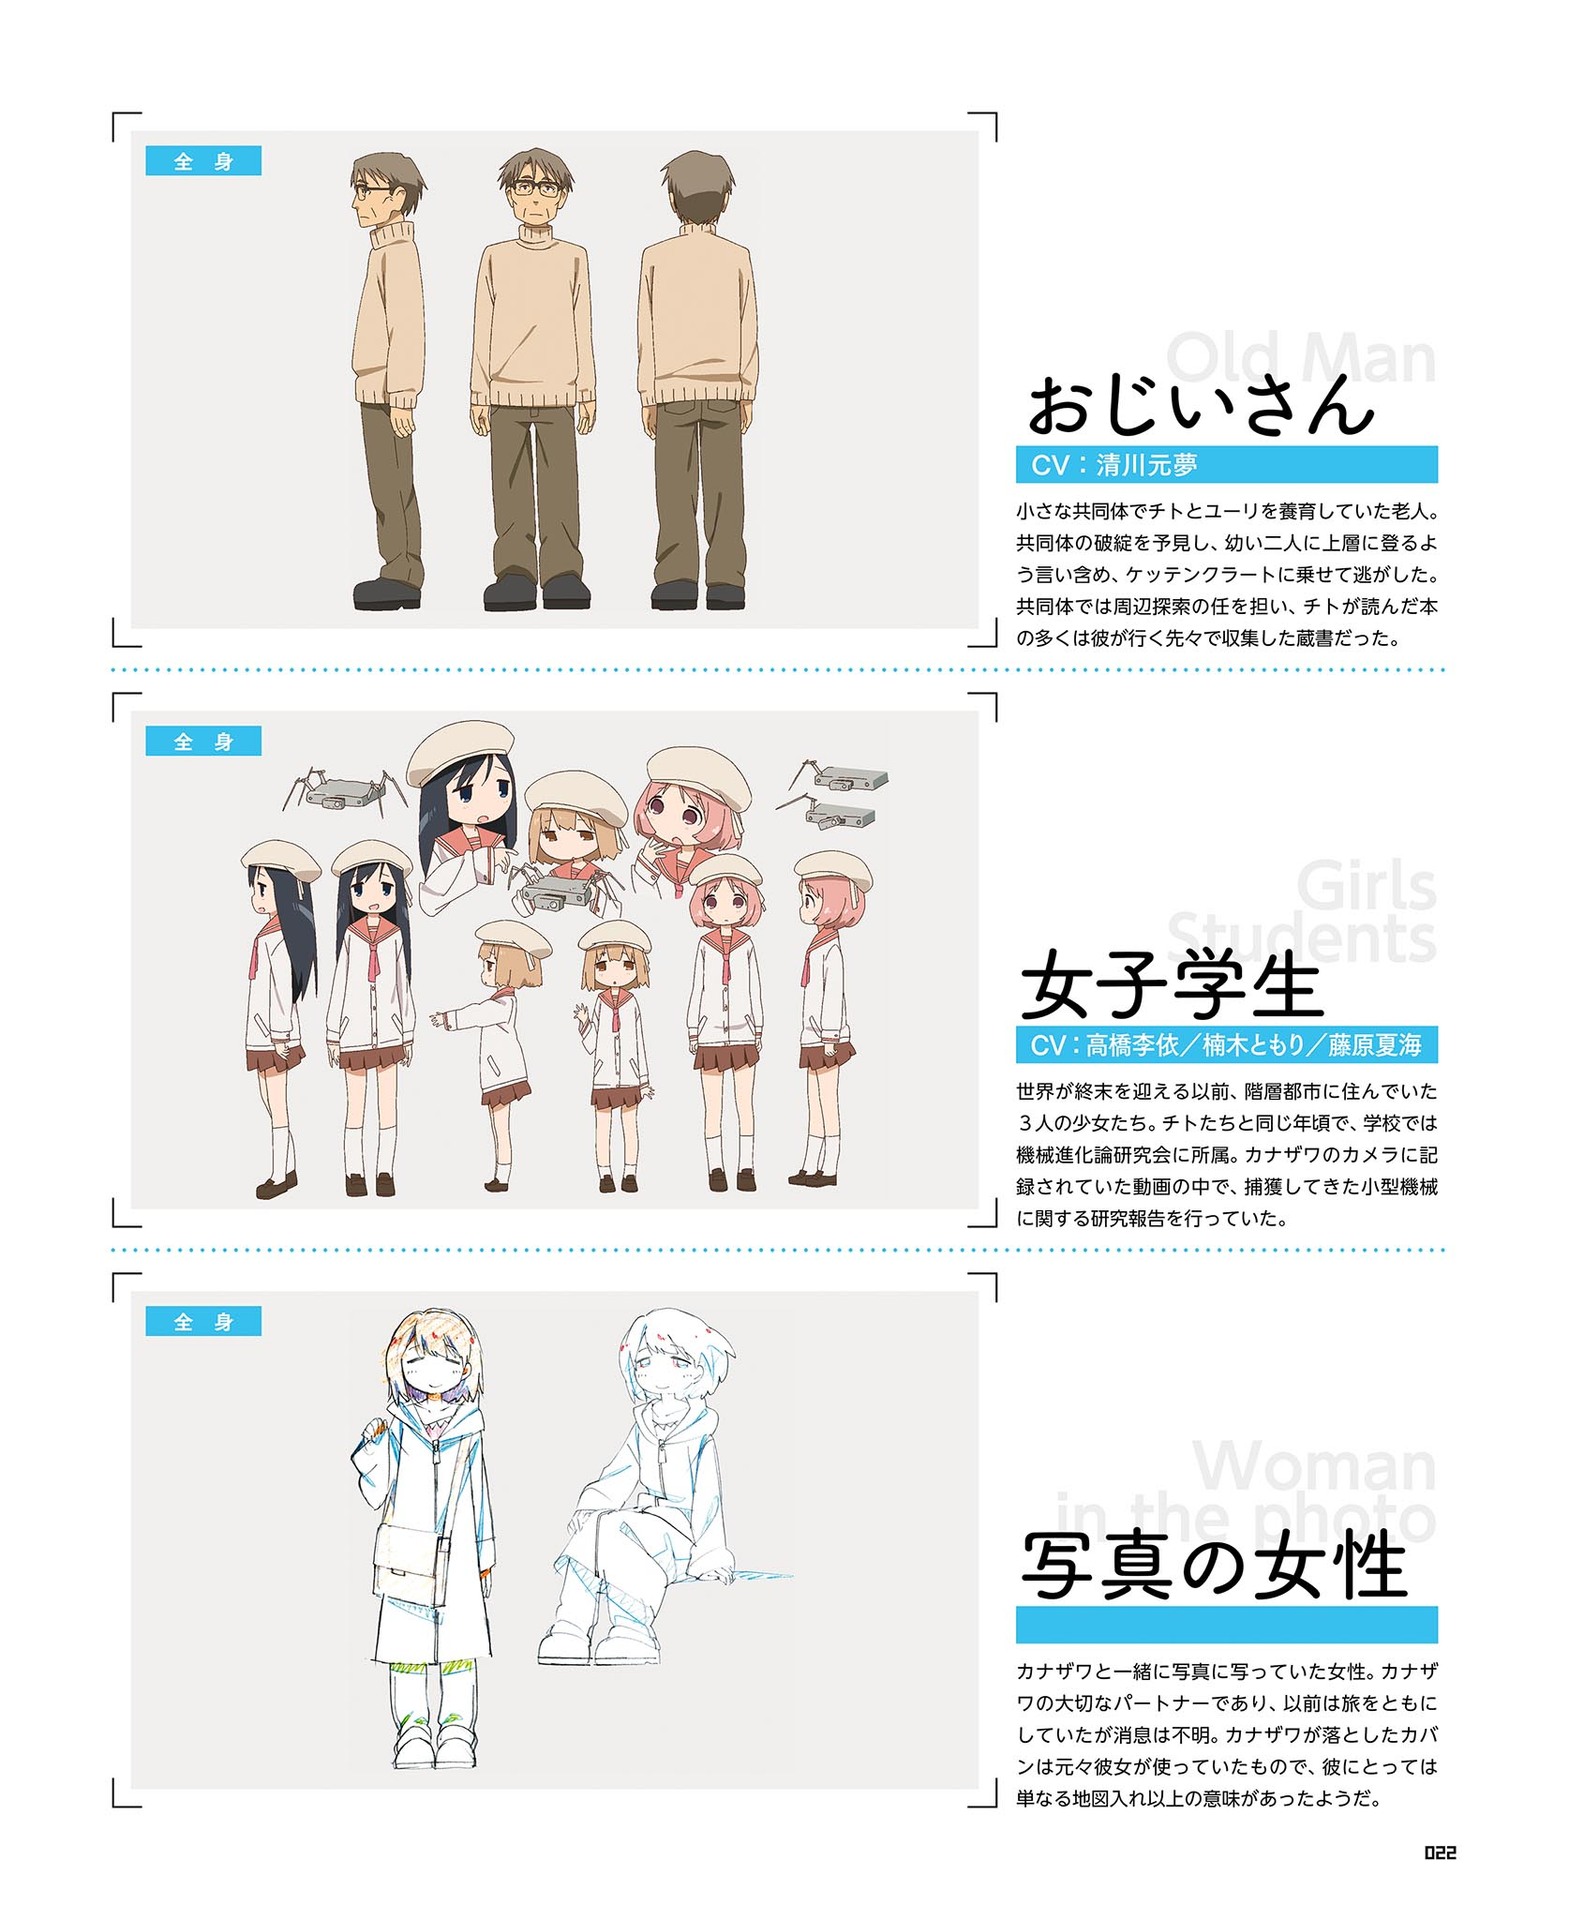 全 身
Old Man
おじいさん
CV：清川元夢
小さな共同体でチトとユーリを養育していた老人。
共同体の破綻を予見し、幼い二人に上層に登るよ
う言い含め、ケッテンクラートに乗せて逃がした。
共同体では周辺探索の任を担い、チトが読んだ本
の多くは彼が行く先々で収集した蔵書だった。
全 身
Girls
Students
女子学生
CV：高橋李依／楠木ともり／藤原夏海
世界が終末を迎える以前、階層都市に住んでいた
３人の少女たち。チトたちと同じ年頃で、学校では
機械進化論研究会に所属。カナザワのカメラに記
録されていた動画の中で、捕獲してきた小型機械
に関する研究報告を行っていた。
全 身
Woman
in the photo
写真の女性
カナザワと一緒に写真に写っていた女性。カナザ
ワの大切なパートナーであり、以前は旅をともに
していたが消息は不明。カナザワが落としたカバ
ンは元々彼女が使っていたもので、彼にとっては
単なる地図入れ以上の意味があったようだ。
022